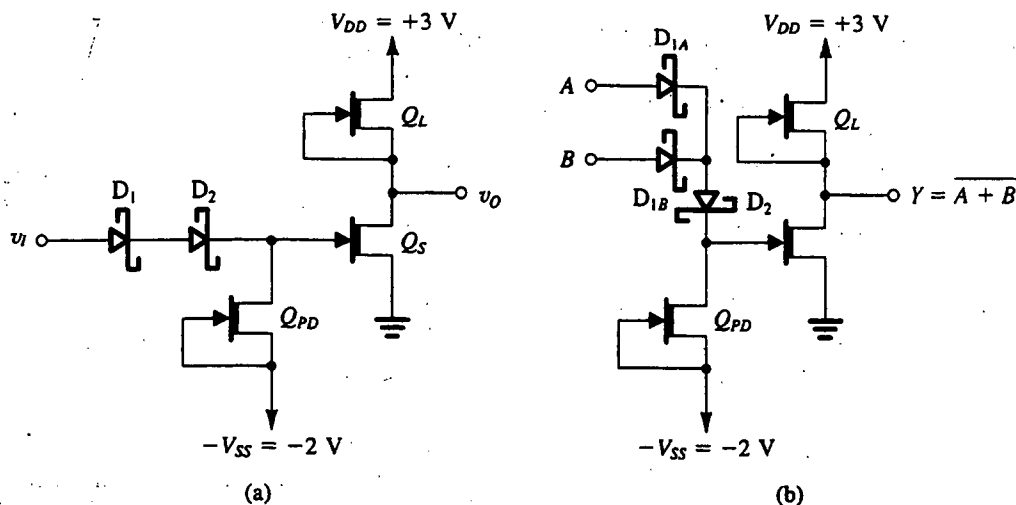 V_DD = +3 V
Q_L
D_1
D_2
v_I
v_O
Q_S
Q_PD
−V_SS = −2 V
(a)
V_DD = +3 V
D_1A
A
Q_L
B
D_1B
D_2
Y = \overline{A + B}
Q_PD
−V_SS = −2 V
(b)